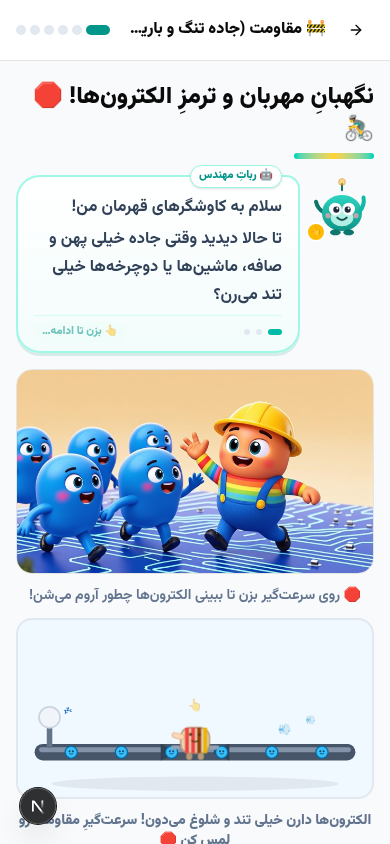 🚧 مقاومت (جاده تنگ و باریـ...
نگهبانِ مهربان و ترمزِ الکترون‌ها! 🛑
🚴
🤖 رباتِ مهندس
سلام به کاوشگرهای قهرمان من!
تا حالا دیدید وقتی جاده خیلی پهن و
صافه، ماشین‌ها یا دوچرخه‌ها خیلی
تند می‌رن؟
👆 بزن تا ادامه...
🛑 روی سرعت‌گیر بزن تا ببینی الکترون‌ها چطور آروم می‌شن!
الکترون‌ها دارن خیلی تند و شلوغ می‌دون! سرعت‌گیرِ مقاومت رو
لمس کن 🛑
N